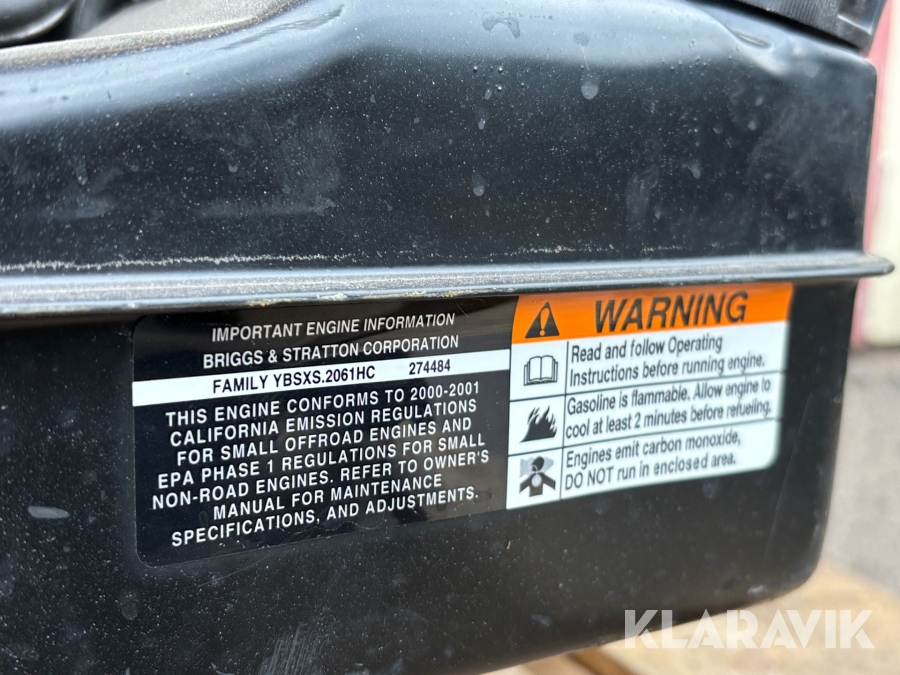 IMPORTANT ENGINE INFORMATION
BRIGGS & STRATTON CORPORATION
FAMILY YBSXS.2061HC 274484
THIS ENGINE CONFORMS TO 2000-2001
CALIFORNIA EMISSION REGULATIONS
FOR SMALL OFFROAD ENGINES AND
EPA PHASE 1 REGULATIONS FOR SMALL
NON-ROAD ENGINES. REFER TO OWNER'S
MANUAL FOR MAINTENANCE
SPECIFICATIONS, AND ADJUSTMENTS.
WARNING
Read and follow Operating
Instructions before running engine.
Gasoline is flammable. Allow engine to
cool at least 2 minutes before refueling.
Engines emit carbon monoxide,
DO NOT run in enclosed area.
KLARAVIK